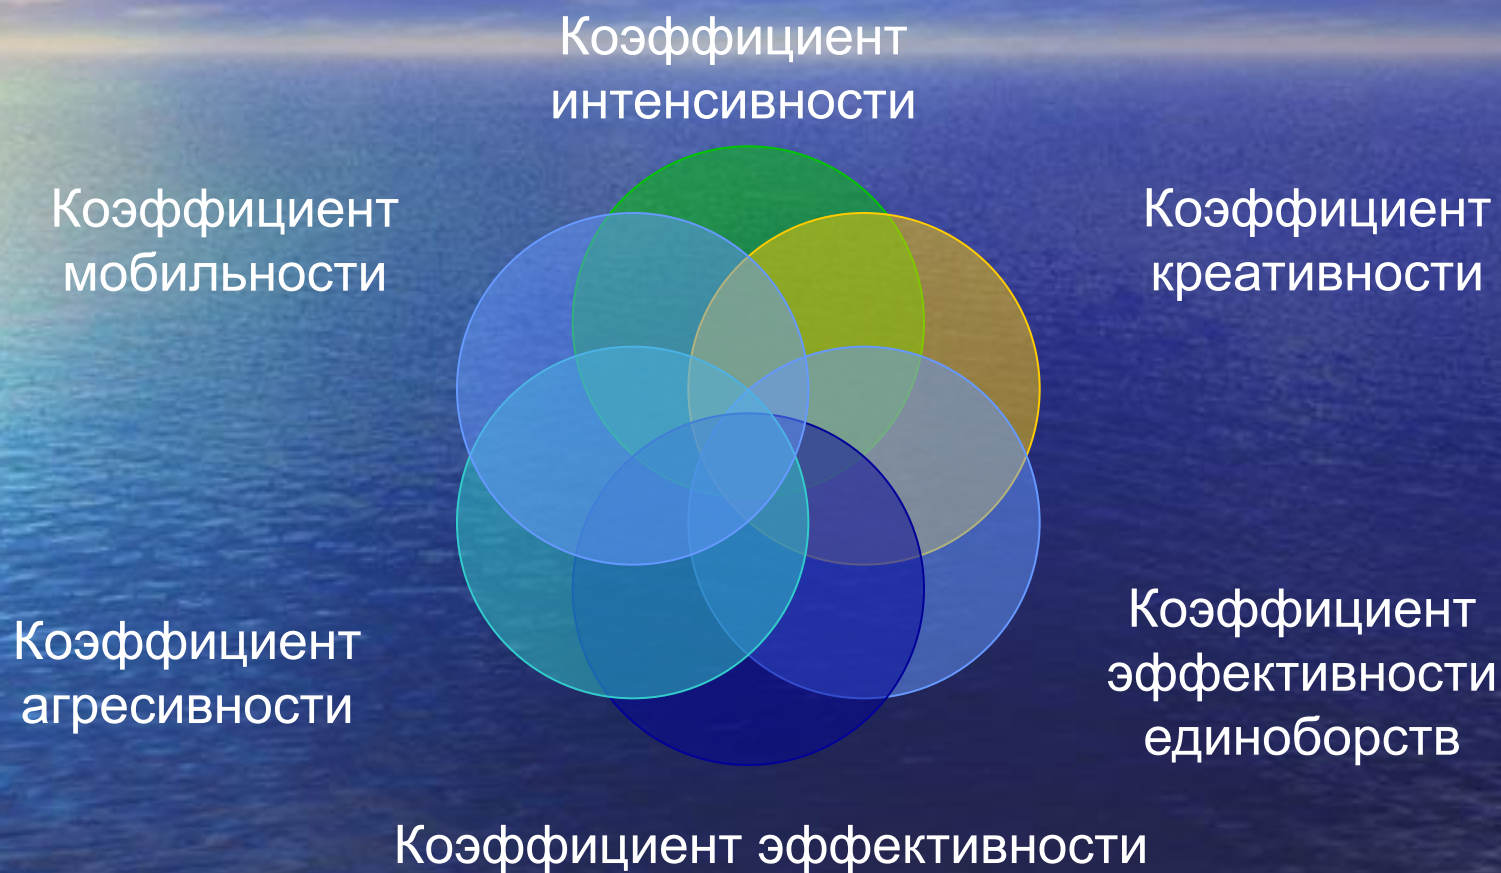 Коэффициент
интенсивности
Коэффициент
мобильности
Коэффициент
креативности
Коэффициент
агресивности
Коэффициент
эффективности
единоборств
Коэффициент эффективности